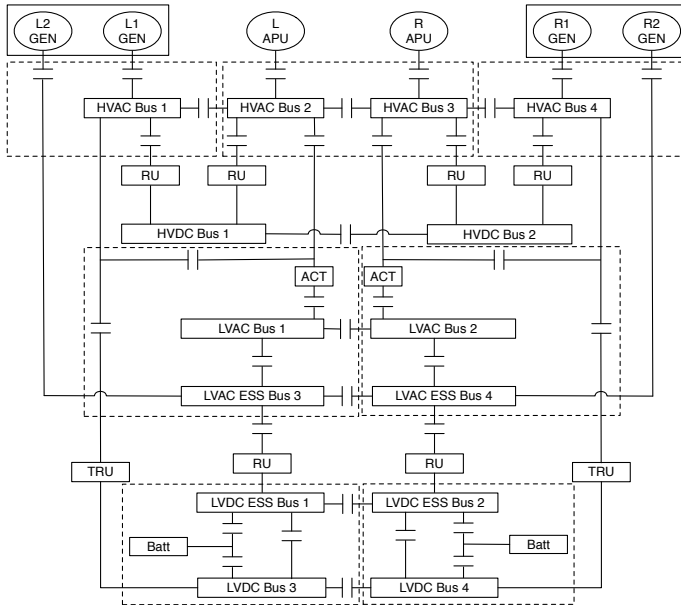 L2 GEN
L1 GEN
L APU
R APU
R1 GEN
R2 GEN
HVAC Bus 1
HVAC Bus 2
HVAC Bus 3
HVAC Bus 4
RU
RU
RU
RU
HVDC Bus 1
HVDC Bus 2
ACT
ACT
LVAC Bus 1
LVAC Bus 2
LVAC ESS Bus 3
LVAC ESS Bus 4
TRU
RU
RU
TRU
LVDC ESS Bus 1
LVDC ESS Bus 2
Batt
Batt
LVDC Bus 3
LVDC Bus 4